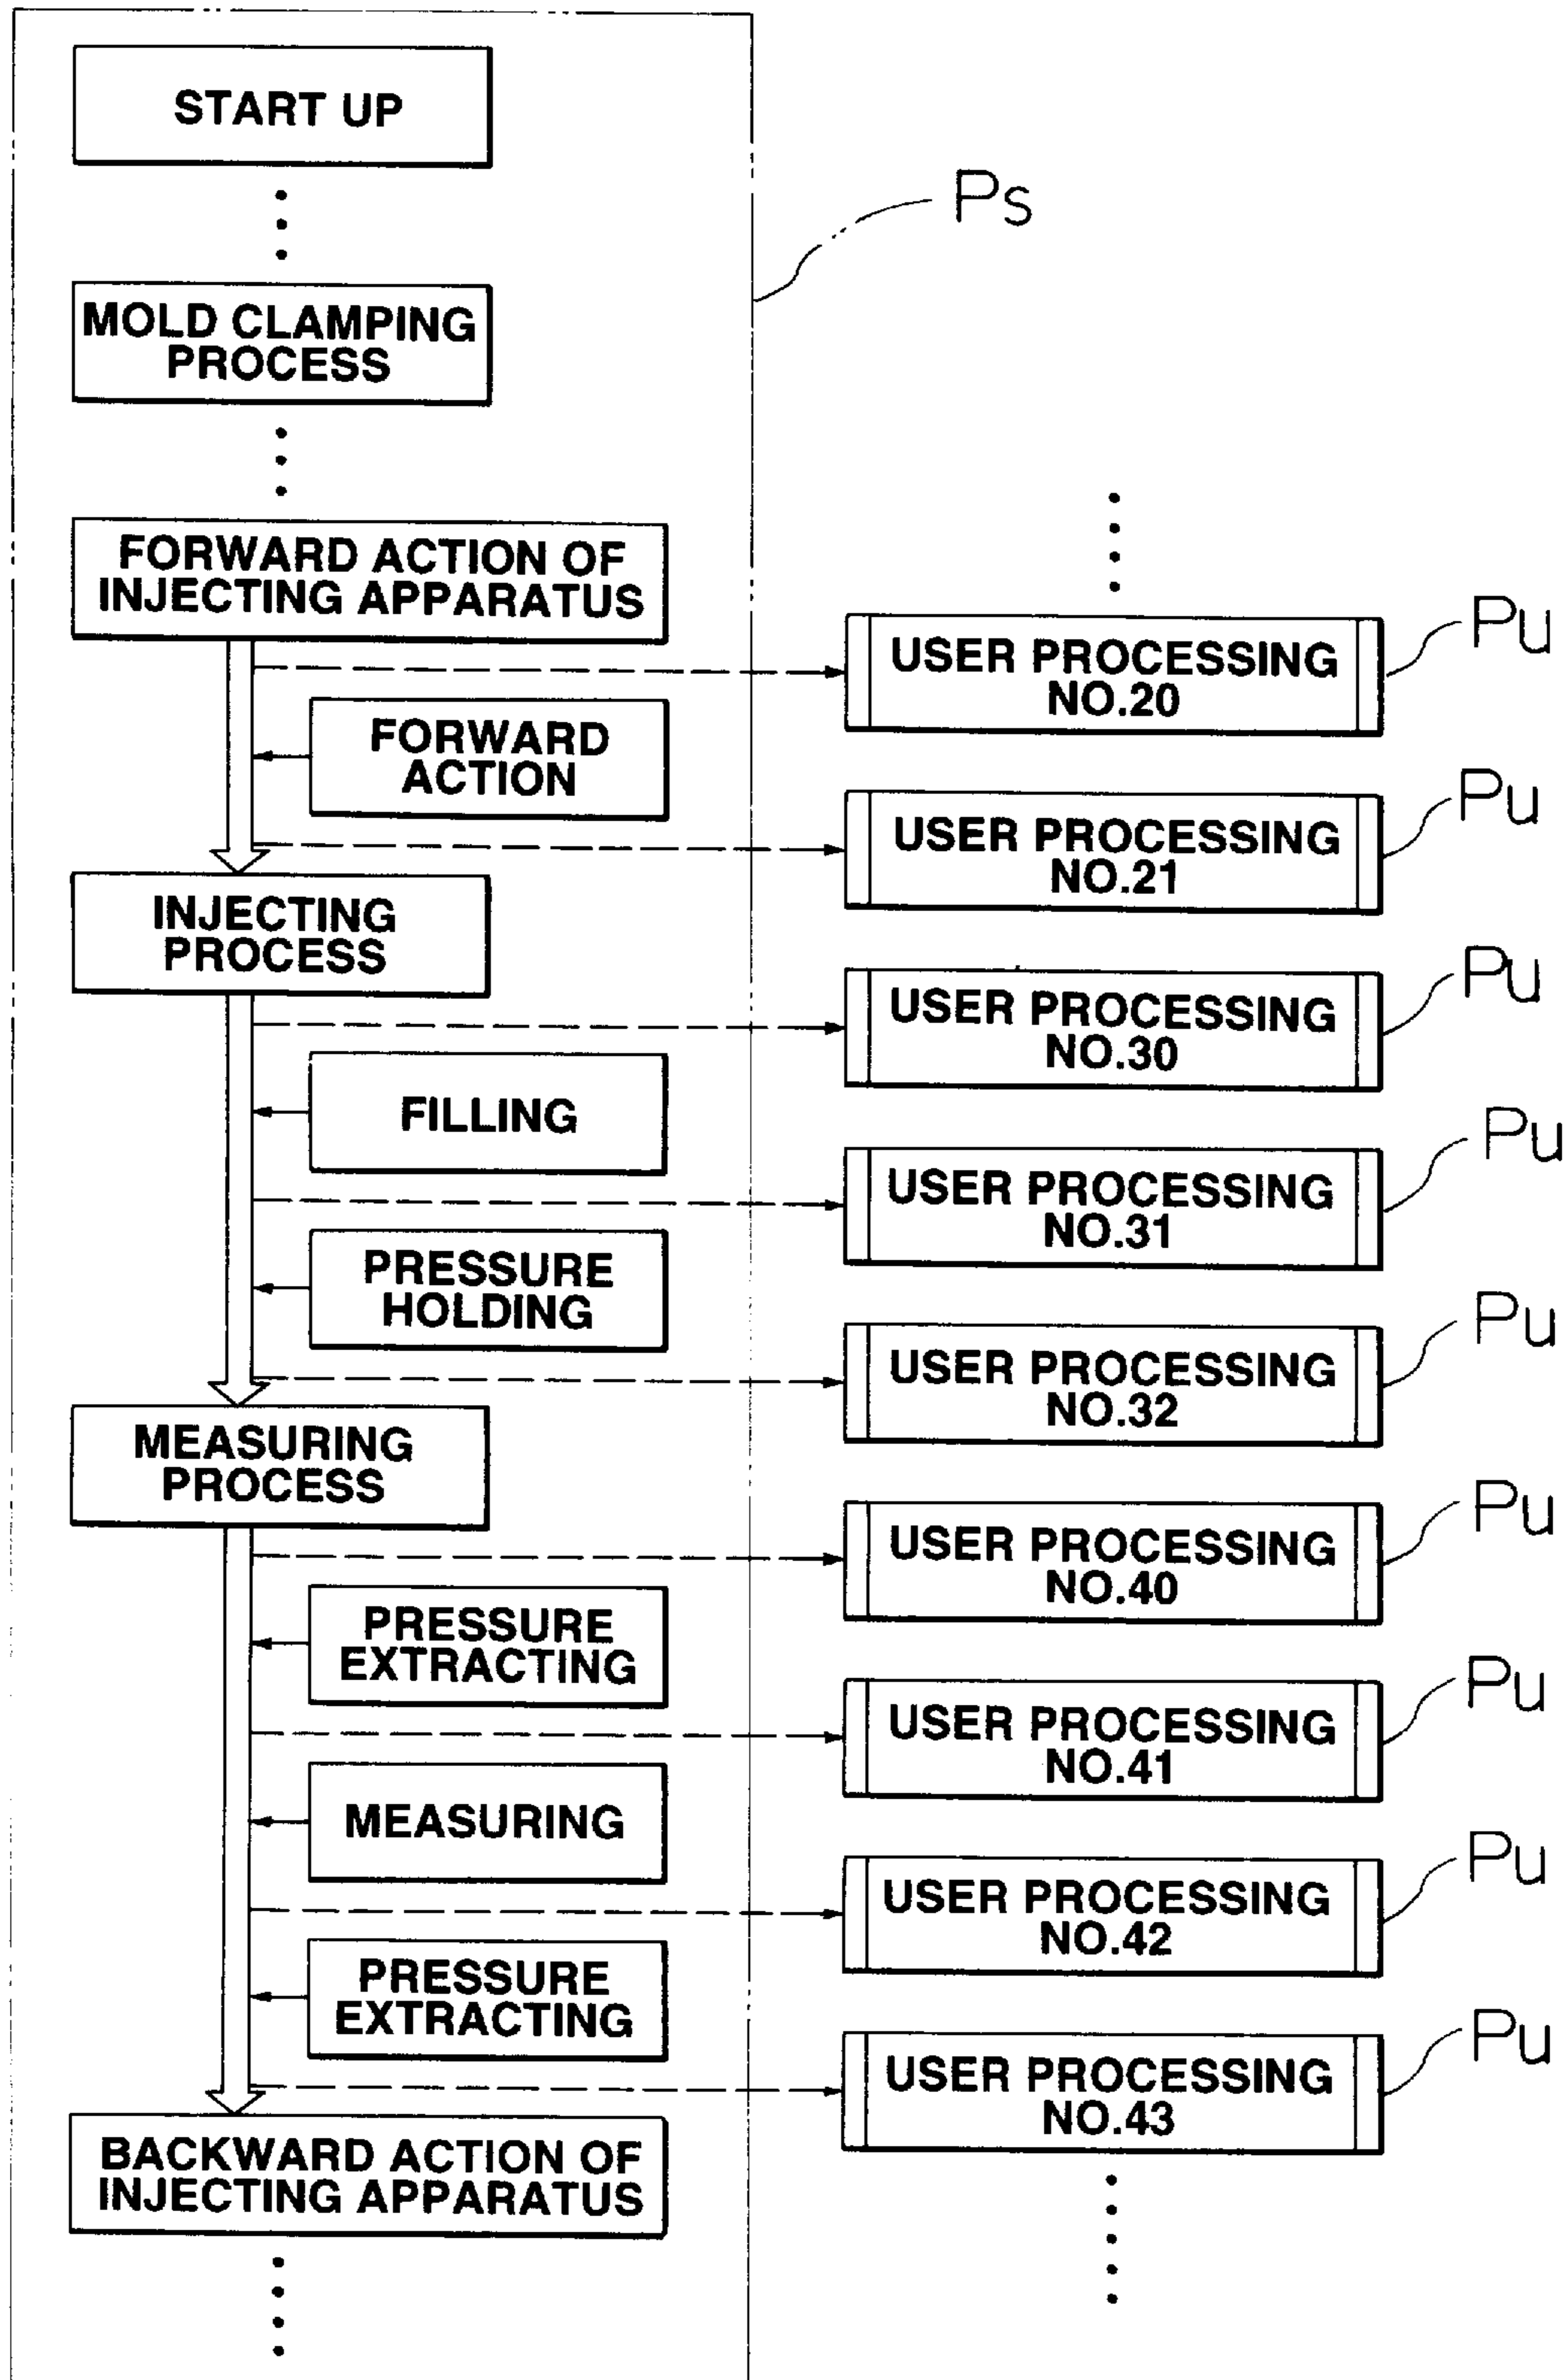 START UP
Ps
MOLD CLAMPING
PROCESS
FORWARD ACTION OF
INJECTING APPARATUS
USER PROCESSING
NO.20
Pu
FORWARD
ACTION
USER PROCESSING
NO.21
Pu
INJECTING
PROCESS
USER PROCESSING
NO.30
Pu
FILLING
USER PROCESSING
NO.31
Pu
PRESSURE
HOLDING
USER PROCESSING
NO.32
Pu
MEASURING
PROCESS
USER PROCESSING
NO.40
Pu
PRESSURE
EXTRACTING
USER PROCESSING
NO.41
Pu
MEASURING
USER PROCESSING
NO.42
Pu
PRESSURE
EXTRACTING
USER PROCESSING
NO.43
Pu
BACKWARD ACTION OF
INJECTING APPARATUS